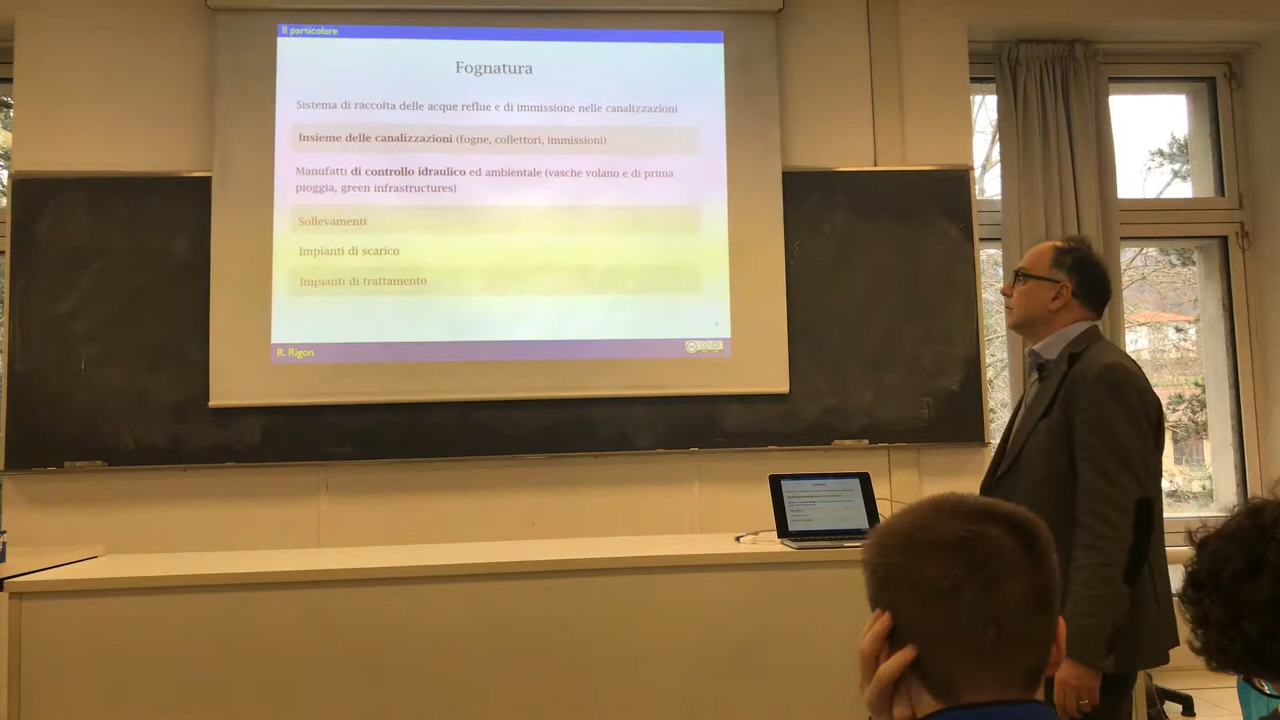 Il particolare
Fognatura
Sistema di raccolta delle acque reflue e di immissione nelle canalizzazioni
Insieme delle canalizzazioni (fogne, collettori, immissioni)
Manufatti di controllo idraulico ed ambientale (vasche volano e di prima
pioggia, green infrastructures)
Sollevamenti
Impianti di scarico
Impianti di trattamento
4
R. Rigon